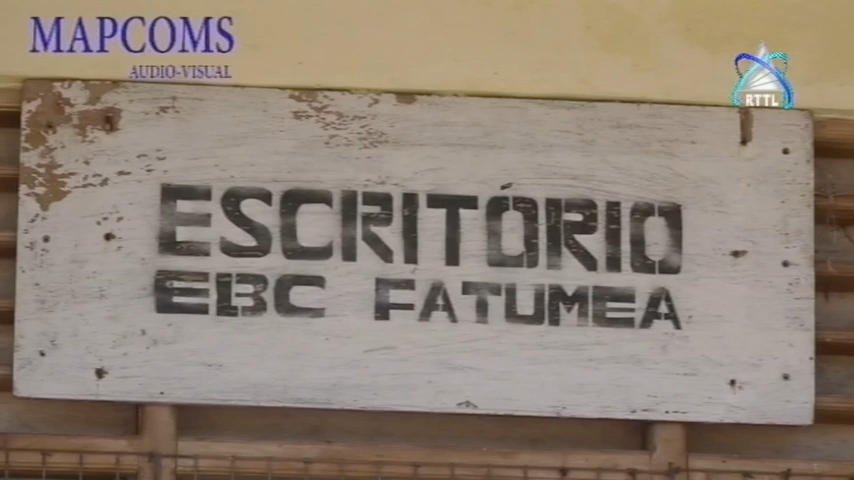 MAPCOMS
AUDIO-VISUAL
RTTL
ESCRITÓRIO
EBC FATUMEA